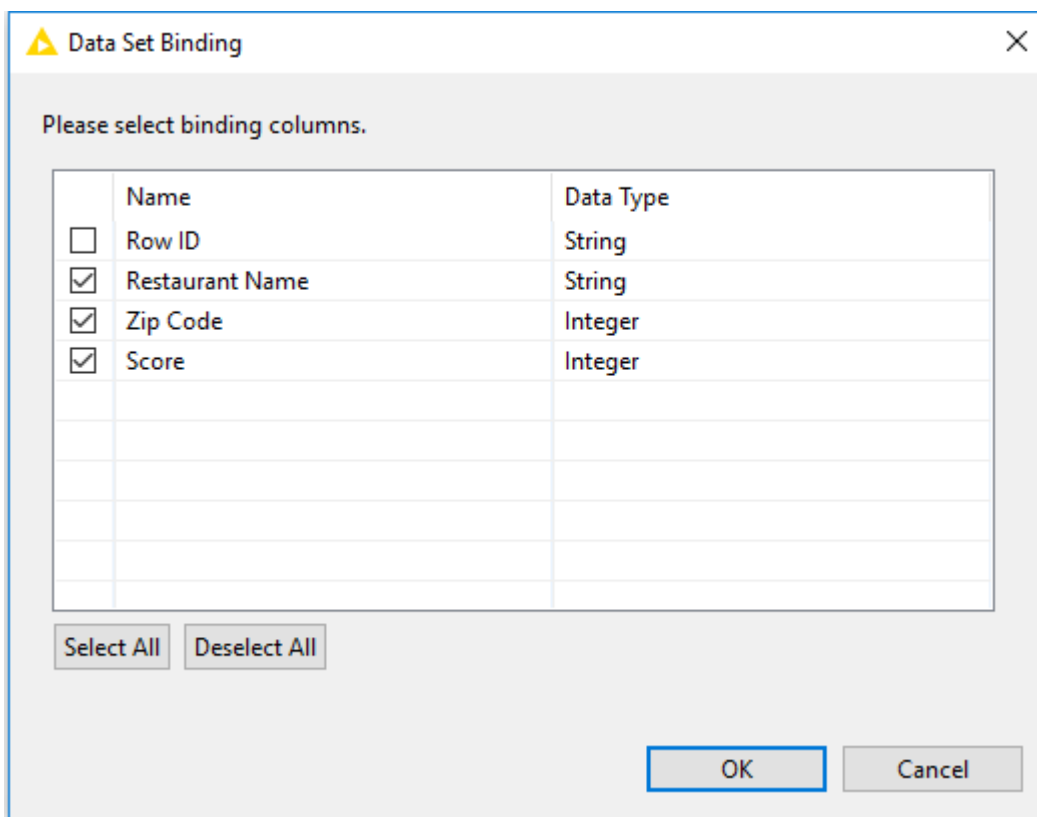 Data Set Binding
Please select binding columns.
Name Data Type
Row ID String
Restaurant Name String
Zip Code Integer
Score Integer
Select All Deselect All
OK Cancel